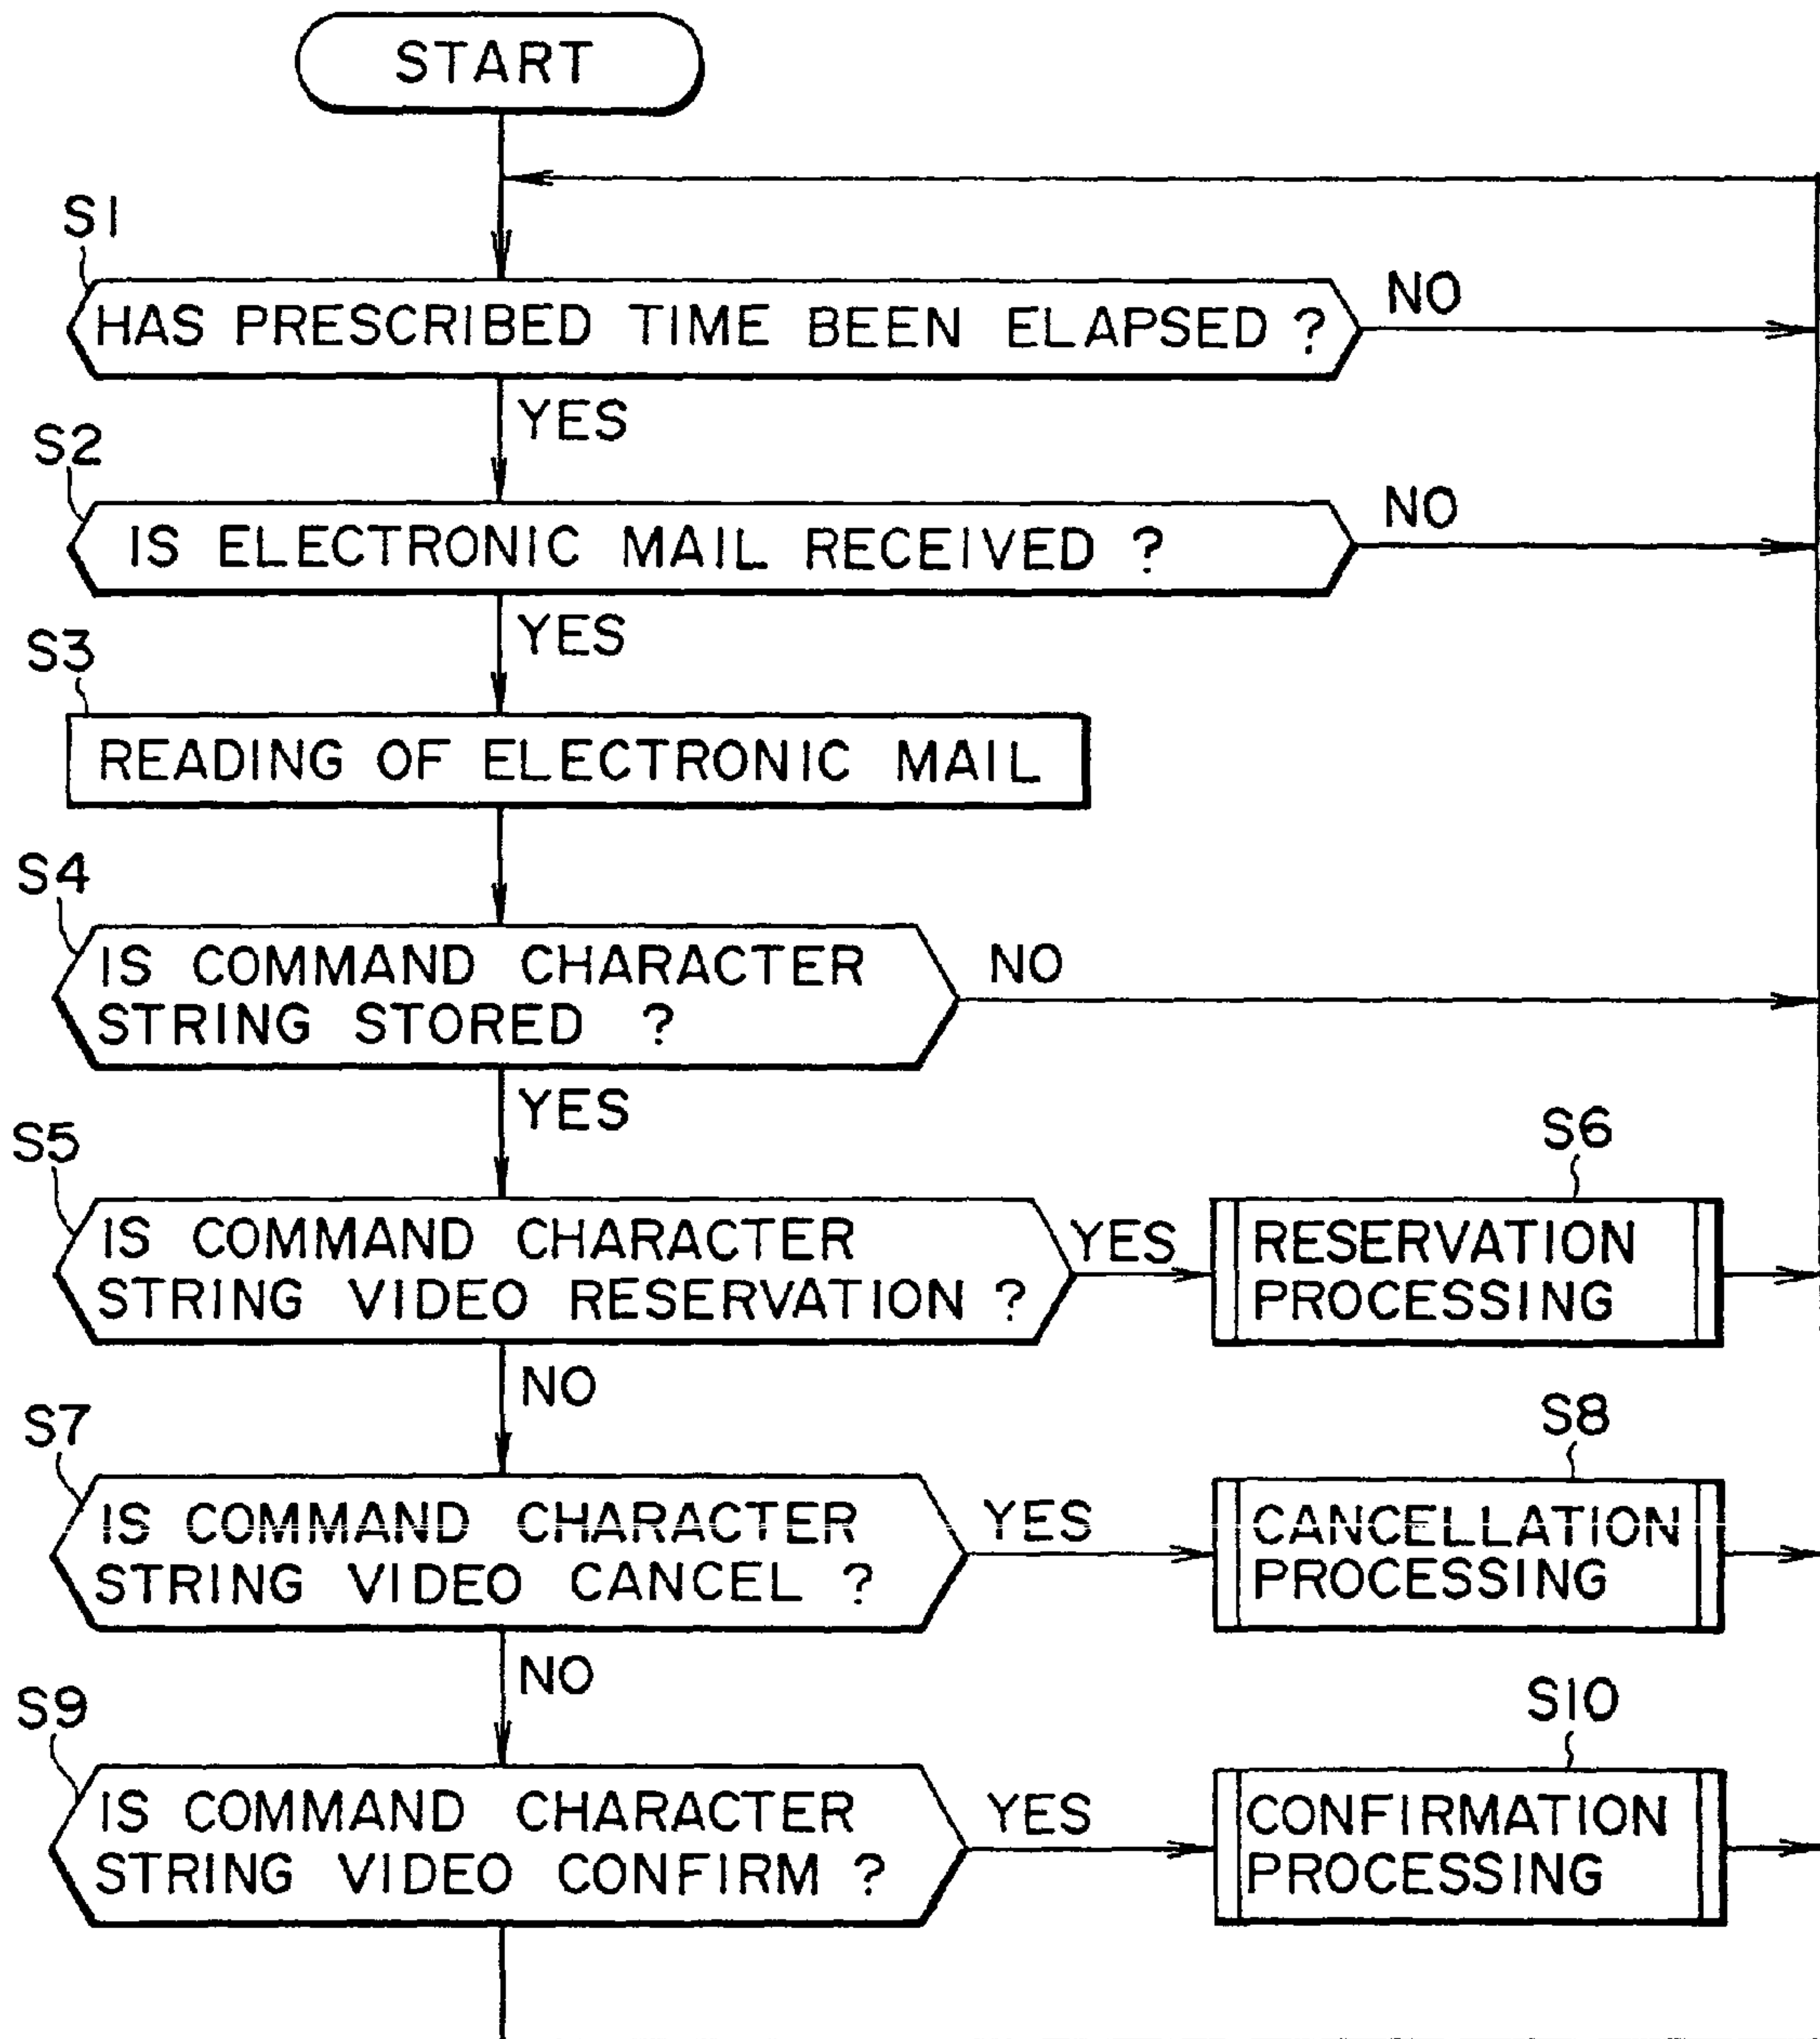 START
S1
HAS PRESCRIBED TIME BEEN ELAPSED ?
NO
YES
S2
IS ELECTRONIC MAIL RECEIVED ?
NO
YES
S3
READING OF ELECTRONIC MAIL
S4
IS COMMAND CHARACTER
STRING STORED ?
NO
YES
S5
IS COMMAND CHARACTER
STRING VIDEO RESERVATION ?
YES
S6
RESERVATION
PROCESSING
NO
S7
IS COMMAND CHARACTER
STRING VIDEO CANCEL ?
YES
S8
CANCELLATION
PROCESSING
NO
S9
IS COMMAND CHARACTER
STRING VIDEO CONFIRM ?
YES
S10
CONFIRMATION
PROCESSING